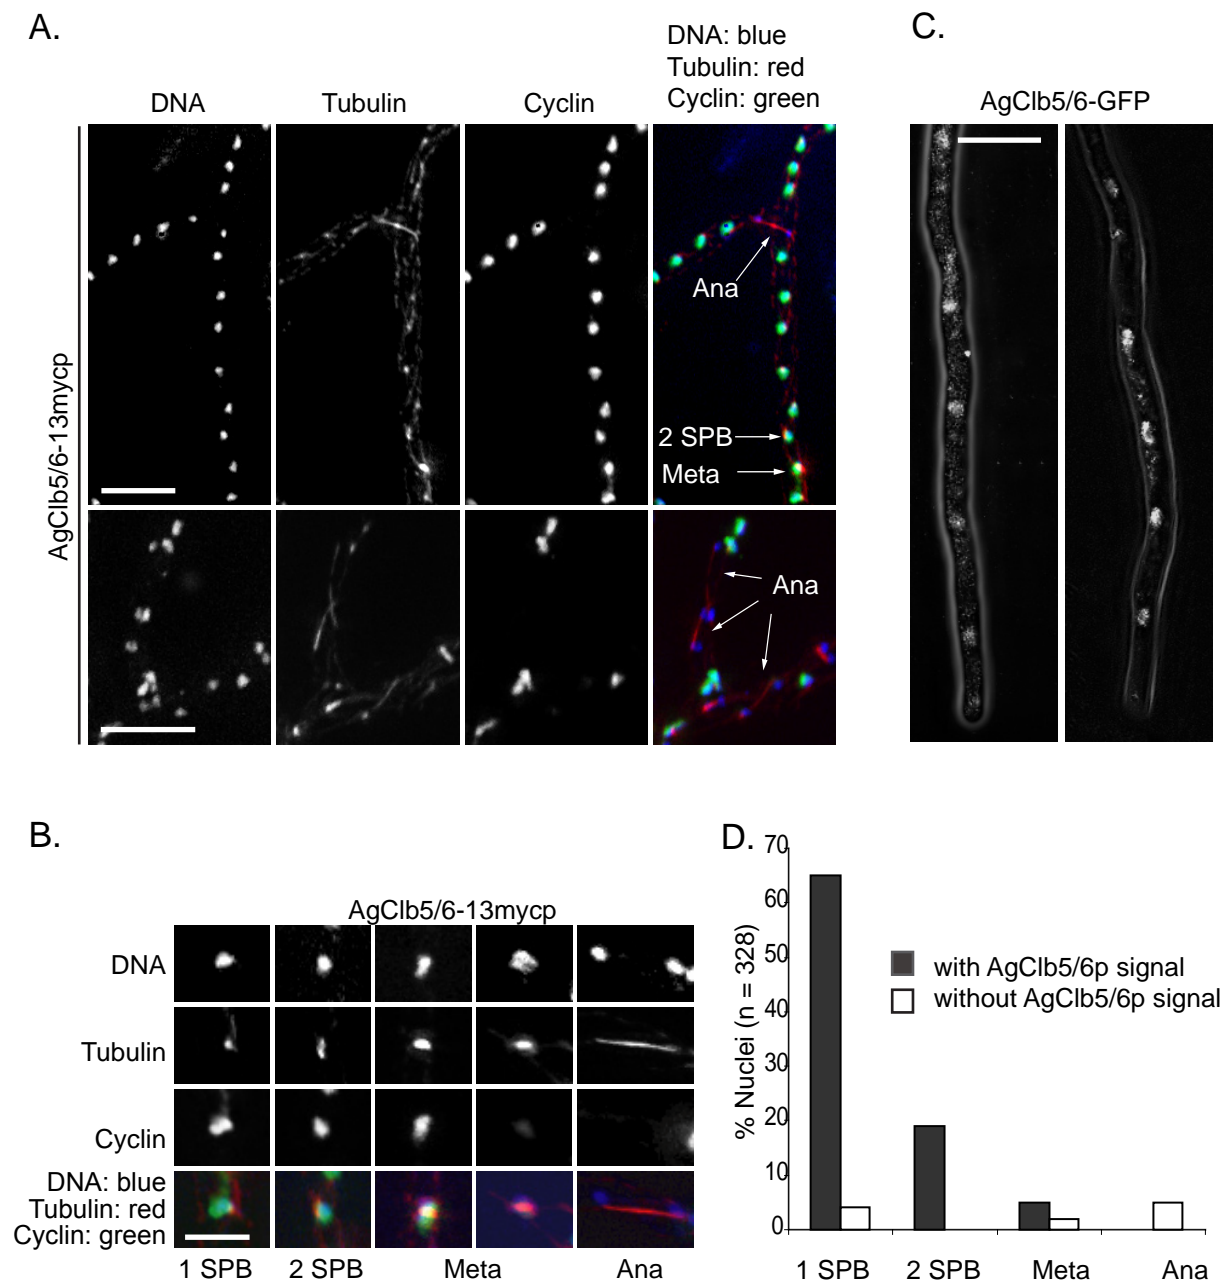 A.
DNA: blue
Tubulin: red
Cyclin: green
DNA
Tubulin
Cyclin
AgClb5/6-13mycp
Ana
2 SPB
Meta
Ana
C.
AgClb5/6-GFP
B.
AgClb5/6-13mycp
DNA
Tubulin
Cyclin
DNA: blue
Tubulin: red
Cyclin: green
1 SPB
2 SPB
Meta
Ana
D.
% Nuclei (n = 328)
70
60
50
40
30
20
10
0
with AgClb5/6p signal
without AgClb5/6p signal
1 SPB
2 SPB
Meta
Ana